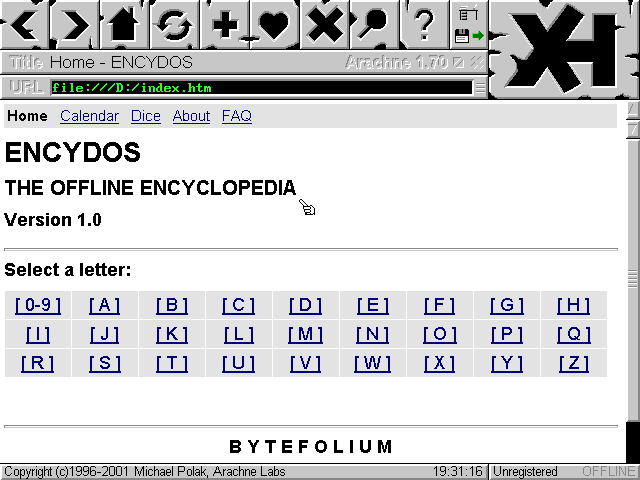 Title Home - ENCYDOS Arachne 1.70
URL file:///D:/index.htm
Home Calendar Dice About FAQ
ENCYDOS
THE OFFLINE ENCYCLOPEDIA
Version 1.0
Select a letter:
[ 0-9 ] [ A ] [ B ] [ C ] [ D ] [ E ] [ F ] [ G ] [ H ]
[ I ] [ J ] [ K ] [ L ] [ M ] [ N ] [ O ] [ P ] [ Q ]
[ R ] [ S ] [ T ] [ U ] [ V ] [ W ] [ X ] [ Y ] [ Z ]
B Y T E F O L I U M
Copyright (c)1996-2001 Michael Polak, Arachne Labs 19:31:16 Unregistered OFFLINE